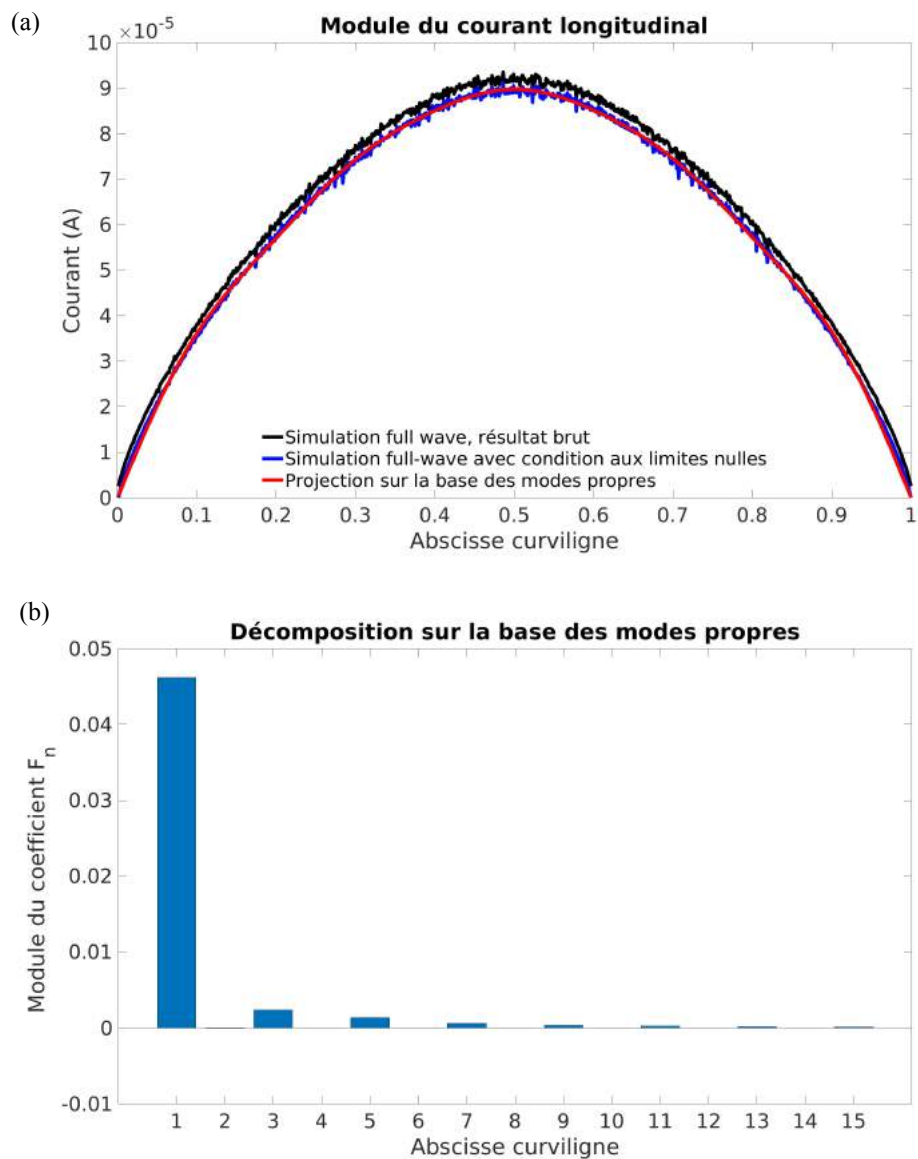 (a)
Module du courant longitudinal
×10⁻⁵
10
9
8
7
6
5
4
3
2
1
0
Courant (A)
Simulation full wave, résultat brut
Simulation full-wave avec condition aux limites nulles
Projection sur la base des modes propres
0 0.1 0.2 0.3 0.4 0.5 0.6 0.7 0.8 0.9 1
Abscisse curviligne
(b)
Décomposition sur la base des modes propres
0.05
0.04
0.03
0.02
0.01
0
-0.01
Module du coefficient Fₙ
1 2 3 4 5 6 7 8 9 10 11 12 13 14 15
Abscisse curviligne